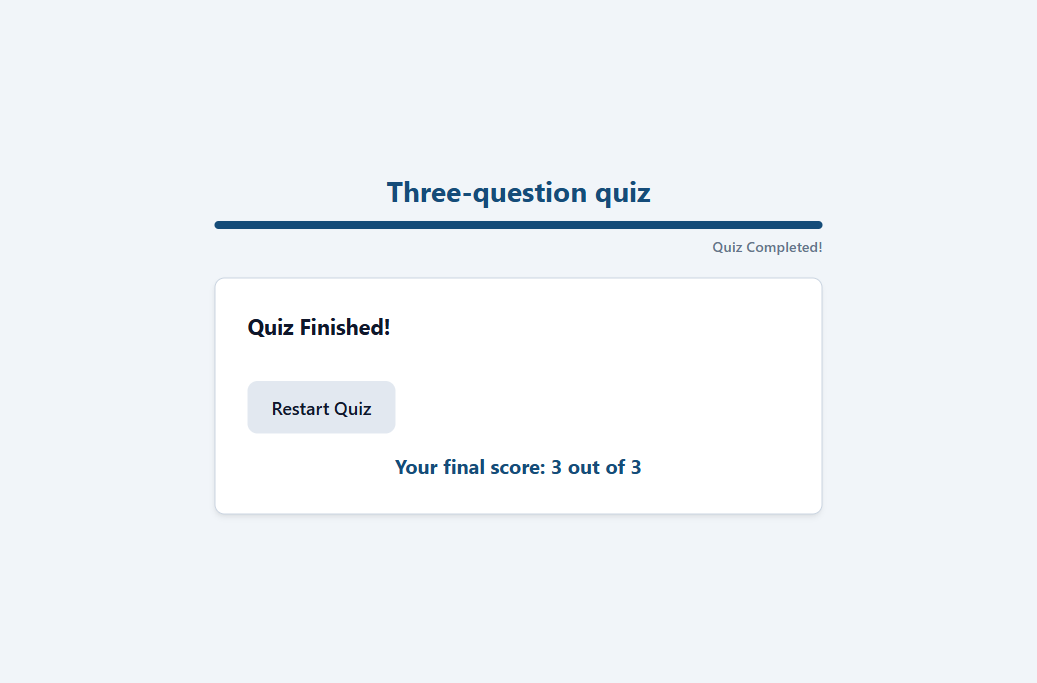 Three-question quiz
Quiz Completed!
Quiz Finished!
Restart Quiz
Your final score: 3 out of 3